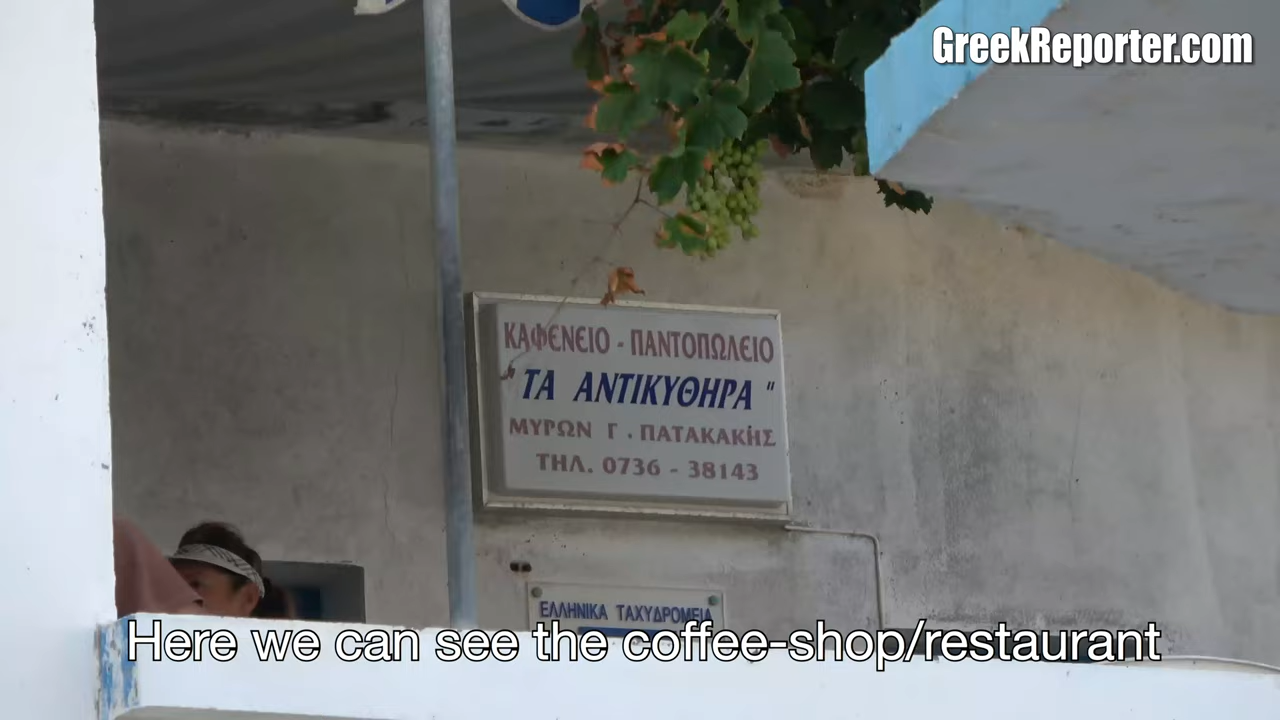 GreekReporter.com
ΚΑΦΕΝΕΙΟ - ΠΑΝΤΟΠΩΛΕΙΟ
"ΤΑ ΑΝΤΙΚΥΘΗΡΑ"
ΜΥΡΩΝ Γ. ΠΑΤΑΚΑΚΗΣ
ΤΗΛ. 0736 - 38143
ΕΛΛΗΝΙΚΑ ΤΑΧΥΔΡΟΜΕΙΑ
Here we can see the coffee-shop/restaurant